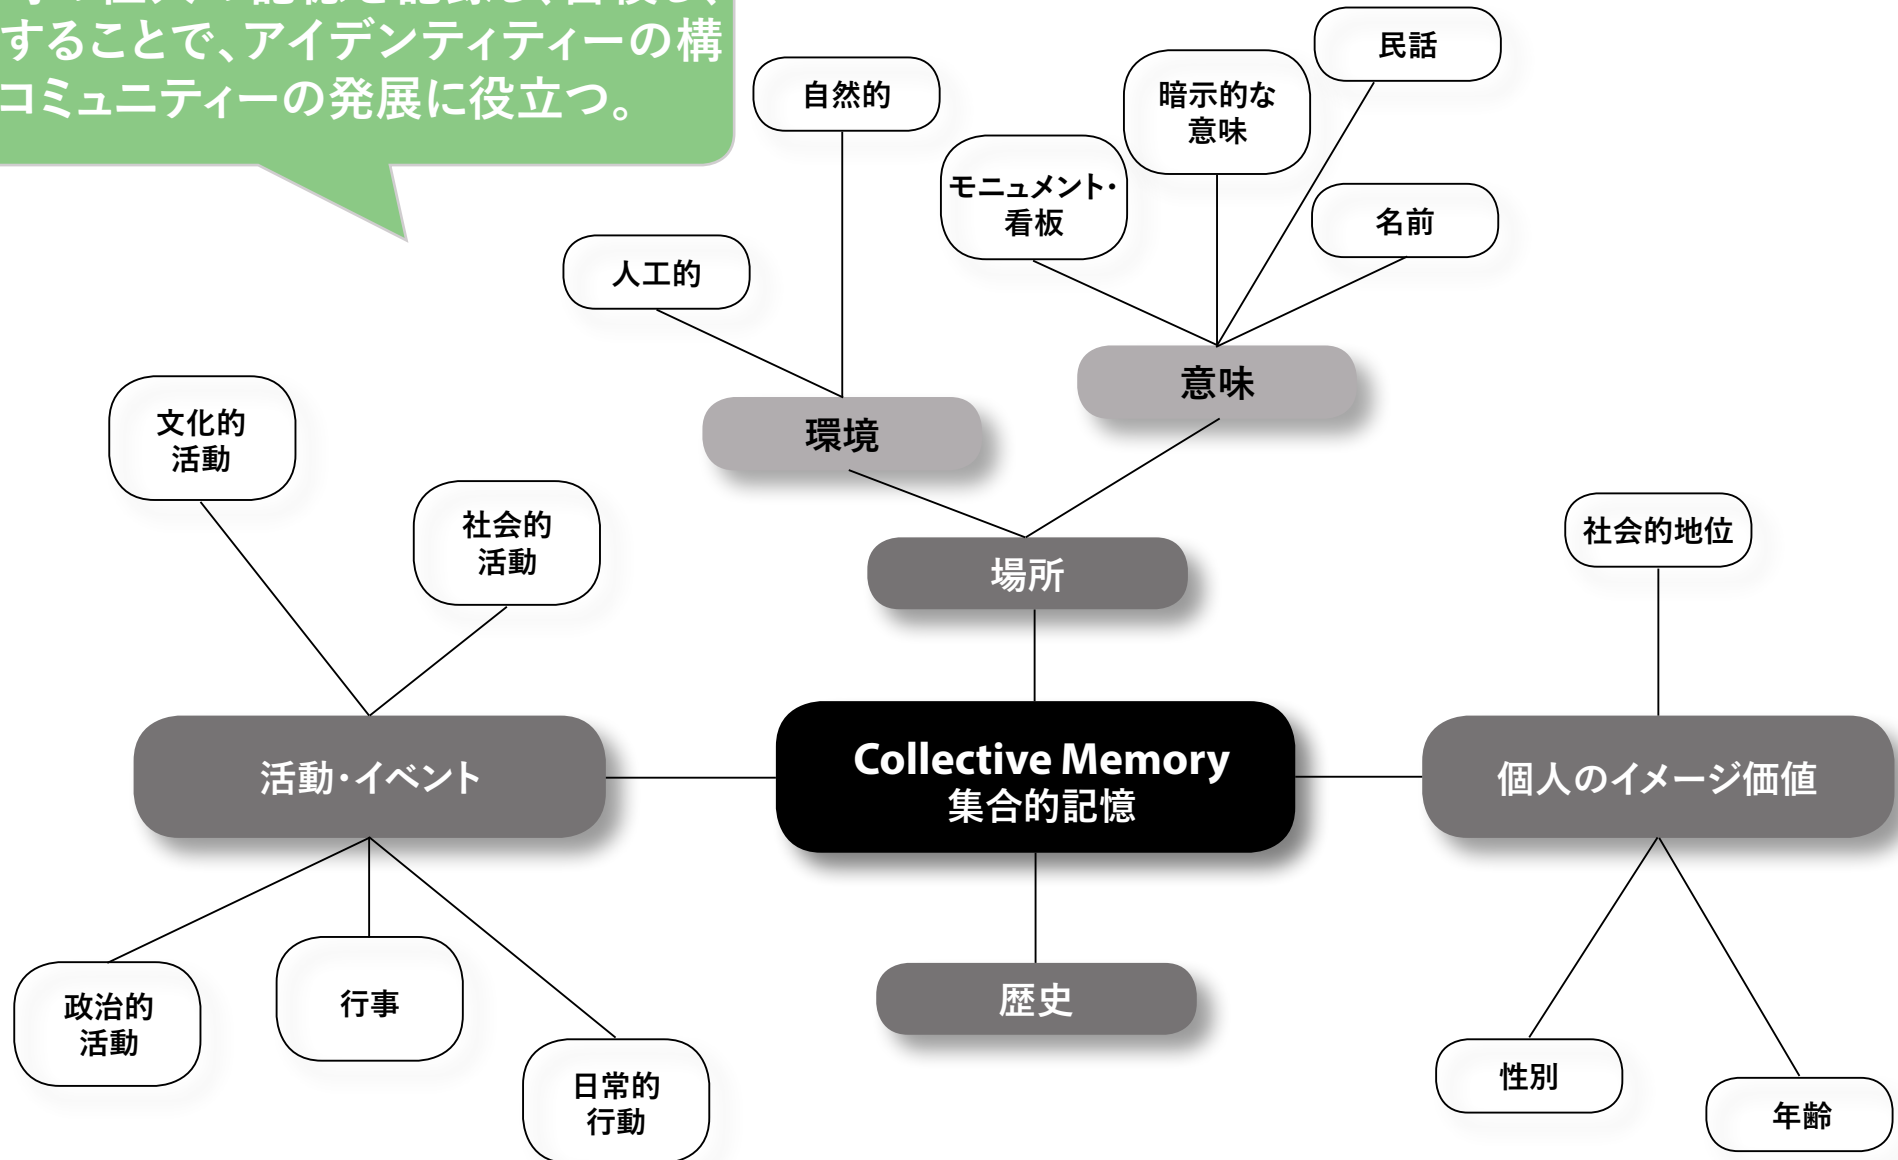 することで、アイデンティティーの構
コミュニティーの発展に役立つ。
民話
自然的
暗示的な
意味
モニュメント・
看板
名前
人工的
意味
環境
文化的
活動
社会的
活動
社会的地位
場所
活動・イベント
Collective Memory
集合的記憶
個人のイメージ価値
歴史
政治的
活動
行事
日常的
行動
性別
年齢